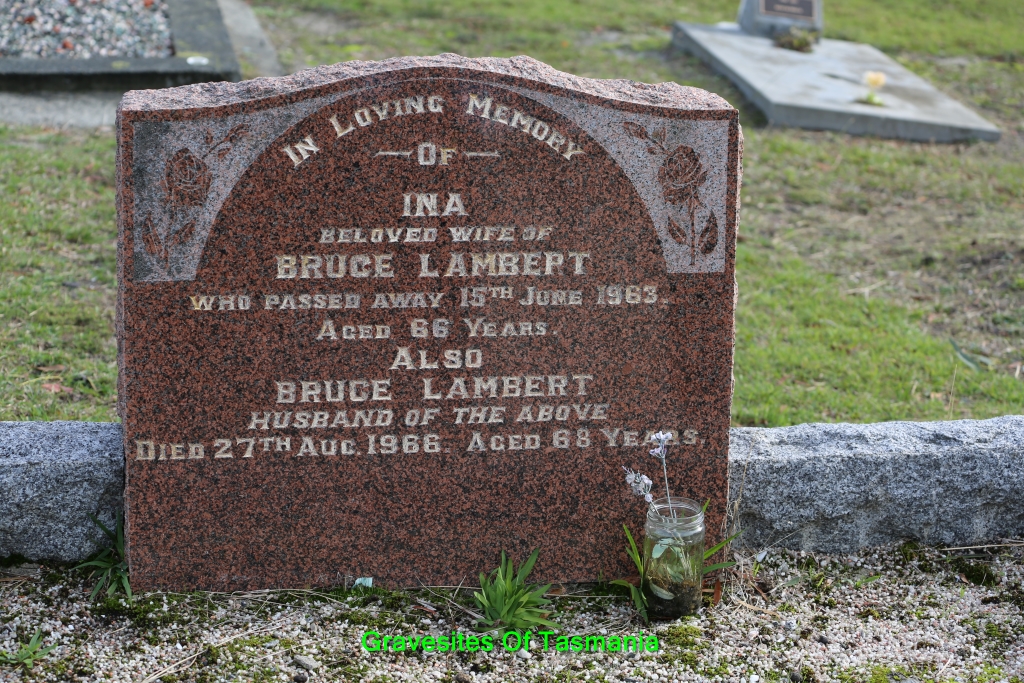 In Loving Memory
Of
INA
BELOVED WIFE OF
BRUCE LAMBERT
WHO PASSED AWAY 15TH JUNE 1963.
AGED 66 YEARS.
ALSO
BRUCE LAMBERT
HUSBAND OF THE ABOVE
DIED 27TH AUG. 1966 AGED 68 YEARS.
Gravesites Of Tasmania